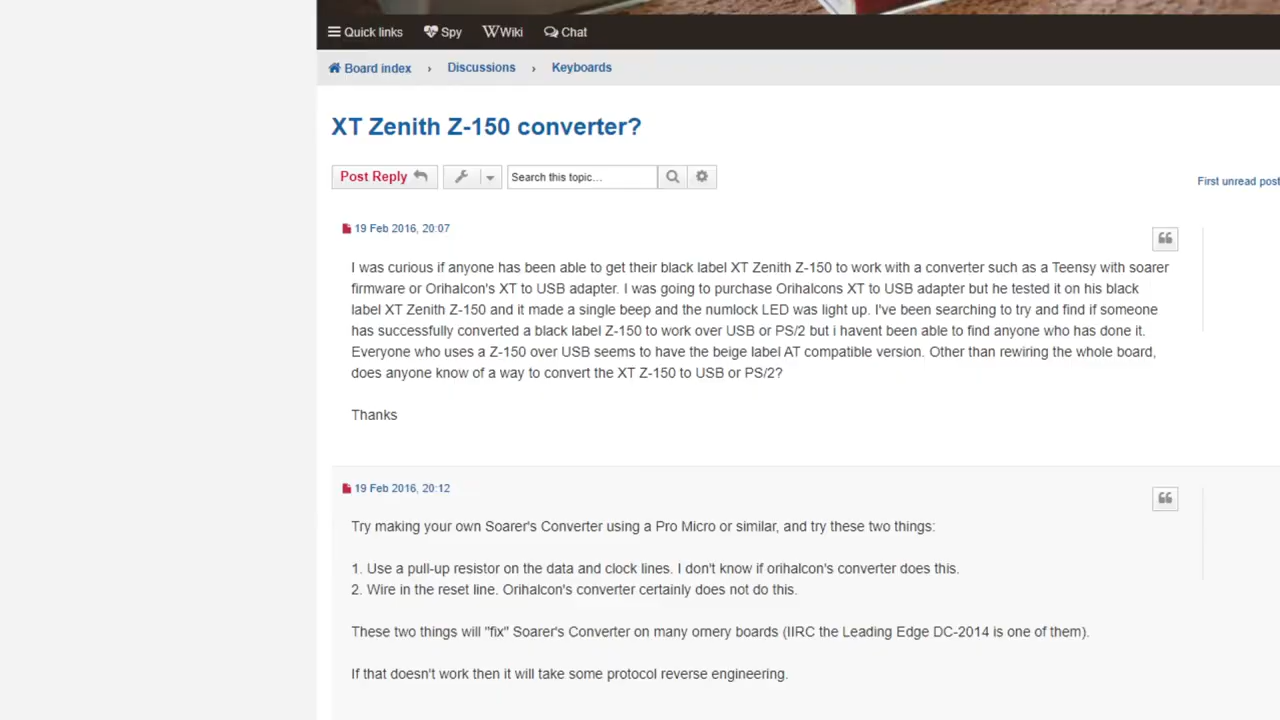 Quick links Spy Wiki Chat
Board index › Discussions › Keyboards
XT Zenith Z-150 converter?
Post Reply Search this topic…
First unread post
19 Feb 2016, 20:07
I was curious if anyone has been able to get their black label XT Zenith Z-150 to work with a converter such as a Teensy with soarer
firmware or Orihalcon's XT to USB adapter. I was going to purchase Orihalcons XT to USB adapter but he tested it on his black
label XT Zenith Z-150 and it made a single beep and the numlock LED was light up. I've been searching to try and find if someone
has successfully converted a black label Z-150 to work over USB or PS/2 but i havent been able to find anyone who has done it.
Everyone who uses a Z-150 over USB seems to have the beige label AT compatible version. Other than rewiring the whole board,
does anyone know of a way to convert the XT Z-150 to USB or PS/2?
Thanks
19 Feb 2016, 20:12
Try making your own Soarer's Converter using a Pro Micro or similar, and try these two things:
1. Use a pull-up resistor on the data and clock lines. I don't know if orihalcon's converter does this.
2. Wire in the reset line. Orihalcon's converter certainly does not do this.
These two things will "fix" Soarer's Converter on many ornery boards (IIRC the Leading Edge DC-2014 is one of them).
If that doesn't work then it will take some protocol reverse engineering.